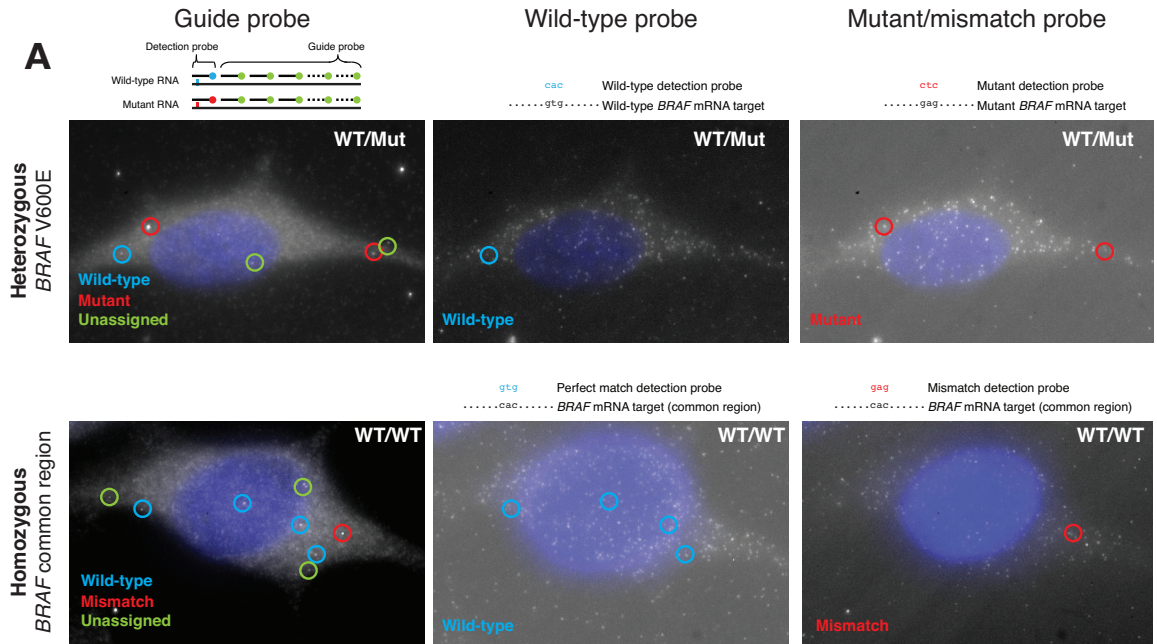 Guide probe
Wild-type probe
Mutant/mismatch probe
A
Detection probe
Guide probe
Wild-type RNA
Mutant RNA
cac Wild-type detection probe
······gtg······ Wild-type BRAF mRNA target
ctc Mutant detection probe
······gag······ Mutant BRAF mRNA target
Heterozygous
BRAF V600E
WT/Mut
Wild-type
Mutant
Unassigned
WT/Mut
Wild-type
WT/Mut
Mutant
gtg Perfect match detection probe
······cac······ BRAF mRNA target (common region)
gag Mismatch detection probe
······cac······ BRAF mRNA target (common region)
Homozygous
BRAF common region
WT/WT
Wild-type
Mismatch
Unassigned
WT/WT
Wild-type
WT/WT
Mismatch